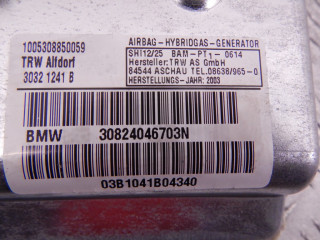 1005308850059
TRW Alfdorf
3032 1241 B
AIRBAG-HYBRIDGAS-GENERATOR
SHI12/25 BAM-PT1-0614
Hersteller:TRW AS GmbH
84544 ASCHAU TEL.08638/965-0
HERSTELLUNGS-JAHR: 2003
BMW 30824046703N
03B1041B04340